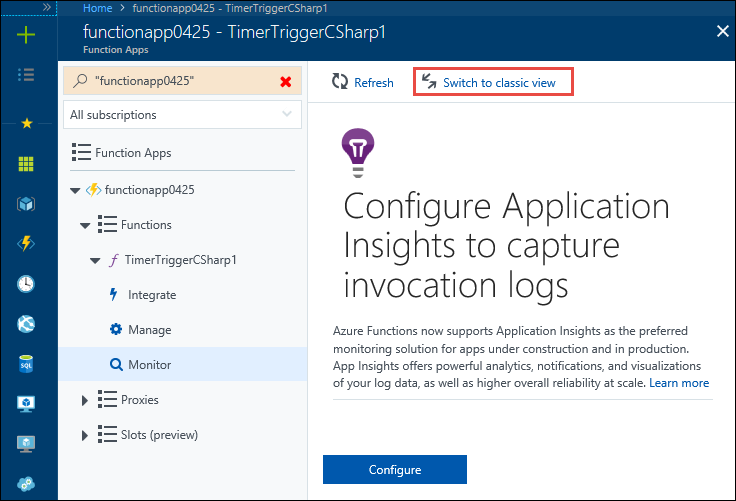 Home > functionapp0425 - TimerTriggerCSharp1
functionapp0425 - TimerTriggerCSharp1
Function Apps
"functionapp0425"
All subscriptions
Function Apps
functionapp0425
Functions
TimerTriggerCSharp1
Integrate
Manage
Monitor
Proxies
Slots (preview)
Refresh
Switch to classic view
Configure Application
Insights to capture
invocation logs
Azure Functions now supports Application Insights as the preferred
monitoring solution for apps under construction and in production.
App Insights offers powerful analytics, notifications, and visualizations
of your log data, as well as higher overall reliability at scale. Learn more
Configure